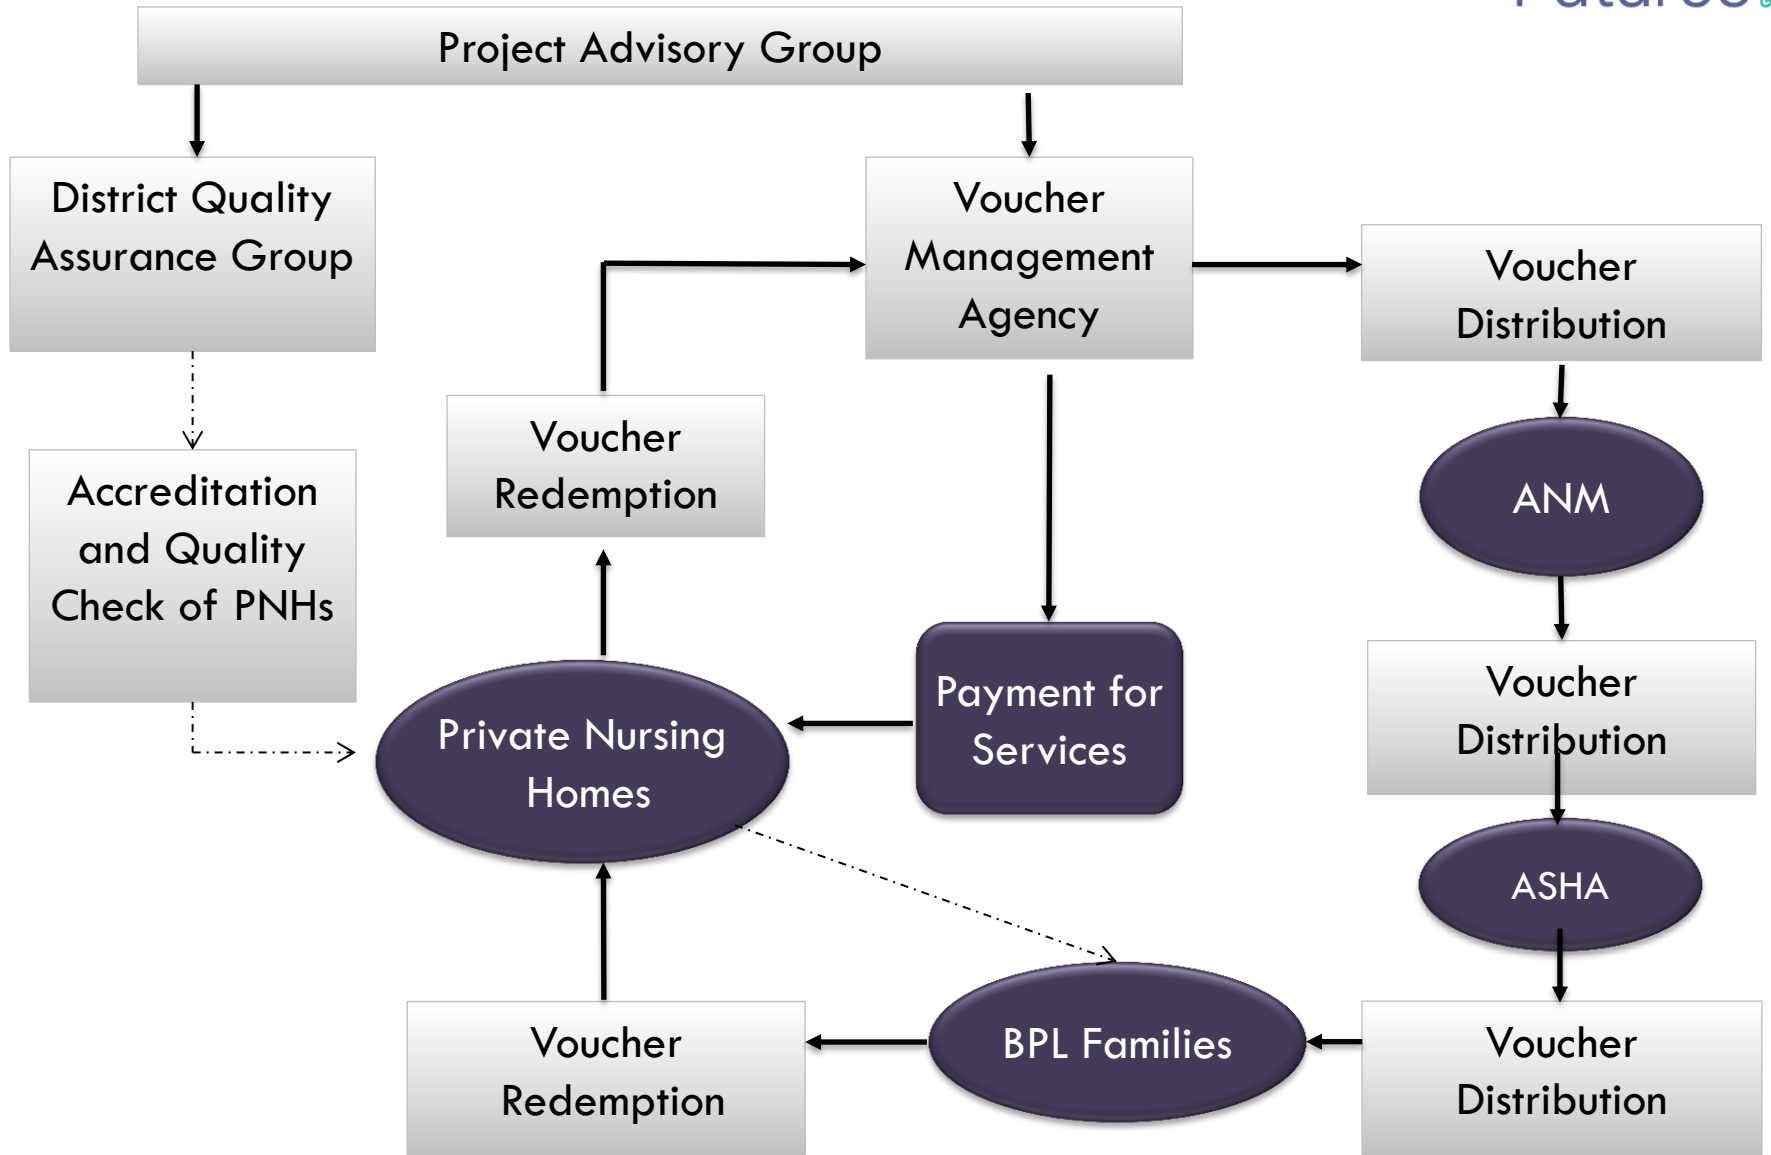 Project Advisory Group
District Quality
Assurance Group
Voucher
Management
Agency
Voucher
Distribution
Voucher
Redemption
ANM
Accreditation
and Quality
Check of PNHs
Payment for
Services
Voucher
Distribution
Private Nursing
Homes
ASHA
BPL Families
Voucher
Redemption
Voucher
Distribution